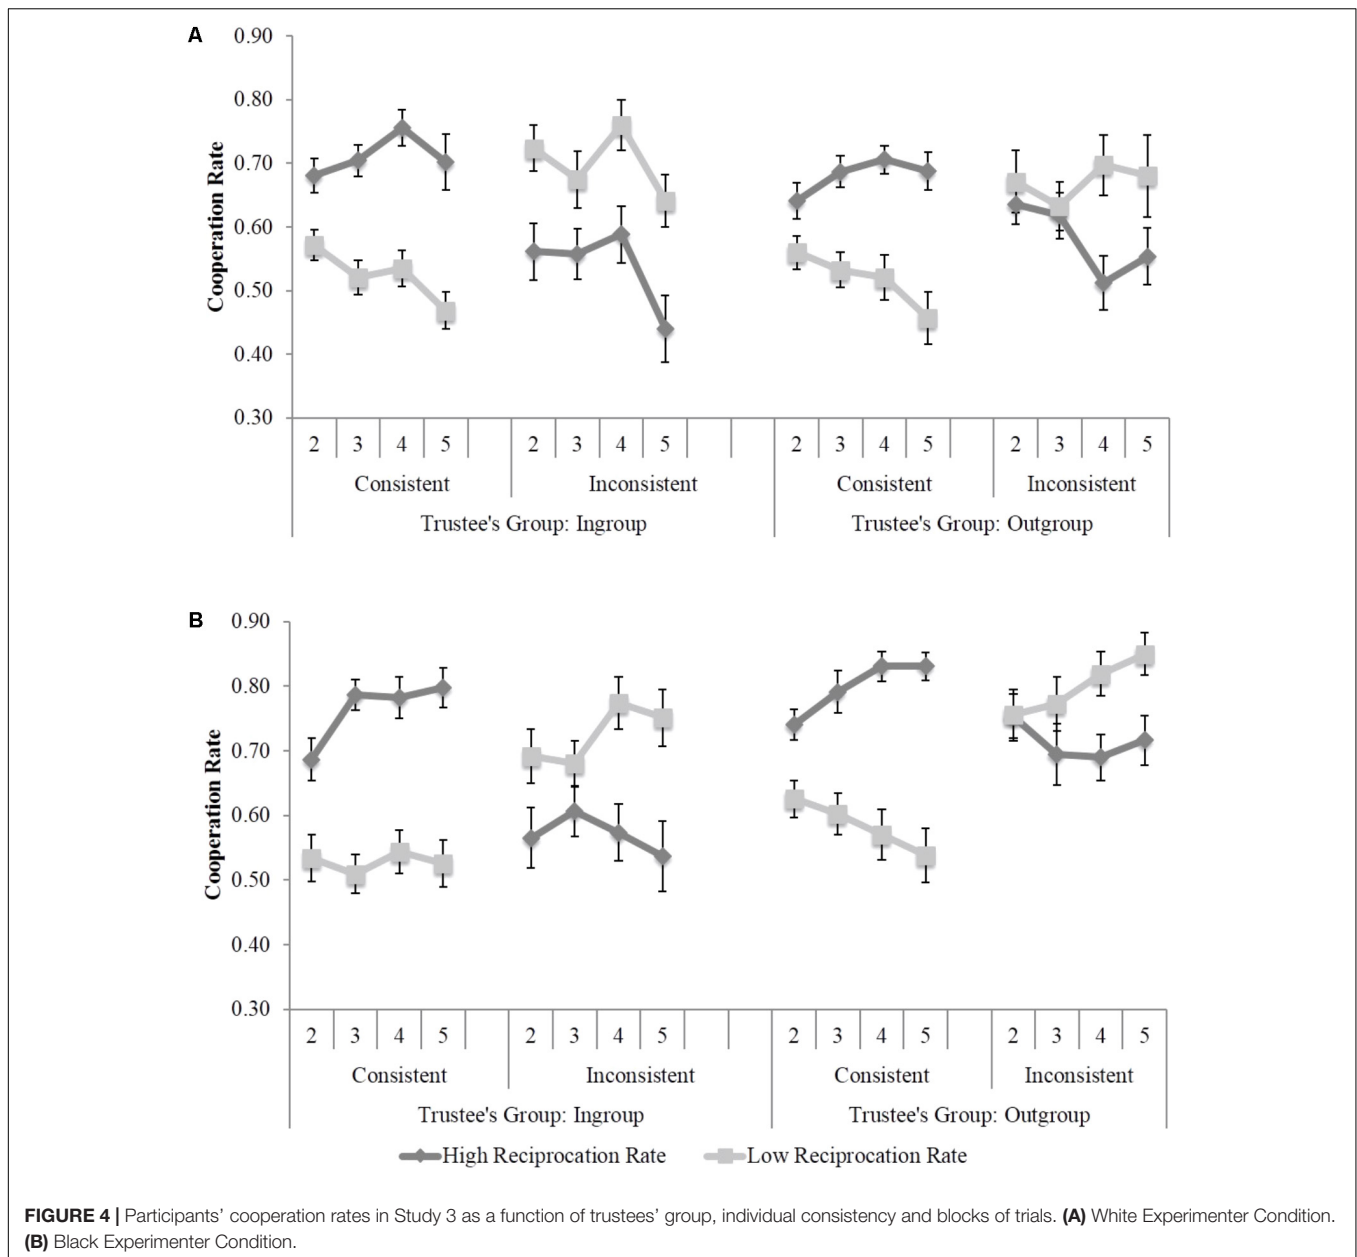 A
0.90
0.80
0.70
0.60
0.50
0.40
0.30
Cooperation Rate
2 3 4 5 2 3 4 5 2 3 4 5 2 3 4 5
Consistent Inconsistent Consistent Inconsistent
Trustee's Group: Ingroup Trustee's Group: Outgroup
B
0.90
0.80
0.70
0.60
0.50
0.40
0.30
Cooperation Rate
2 3 4 5 2 3 4 5 2 3 4 5 2 3 4 5
Consistent Inconsistent Consistent Inconsistent
Trustee's Group: Ingroup Trustee's Group: Outgroup
High Reciprocation Rate Low Reciprocation Rate
FIGURE 4 | Participants’ cooperation rates in Study 3 as a function of trustees’ group, individual consistency and blocks of trials. (A) White Experimenter Condition.
(B) Black Experimenter Condition.